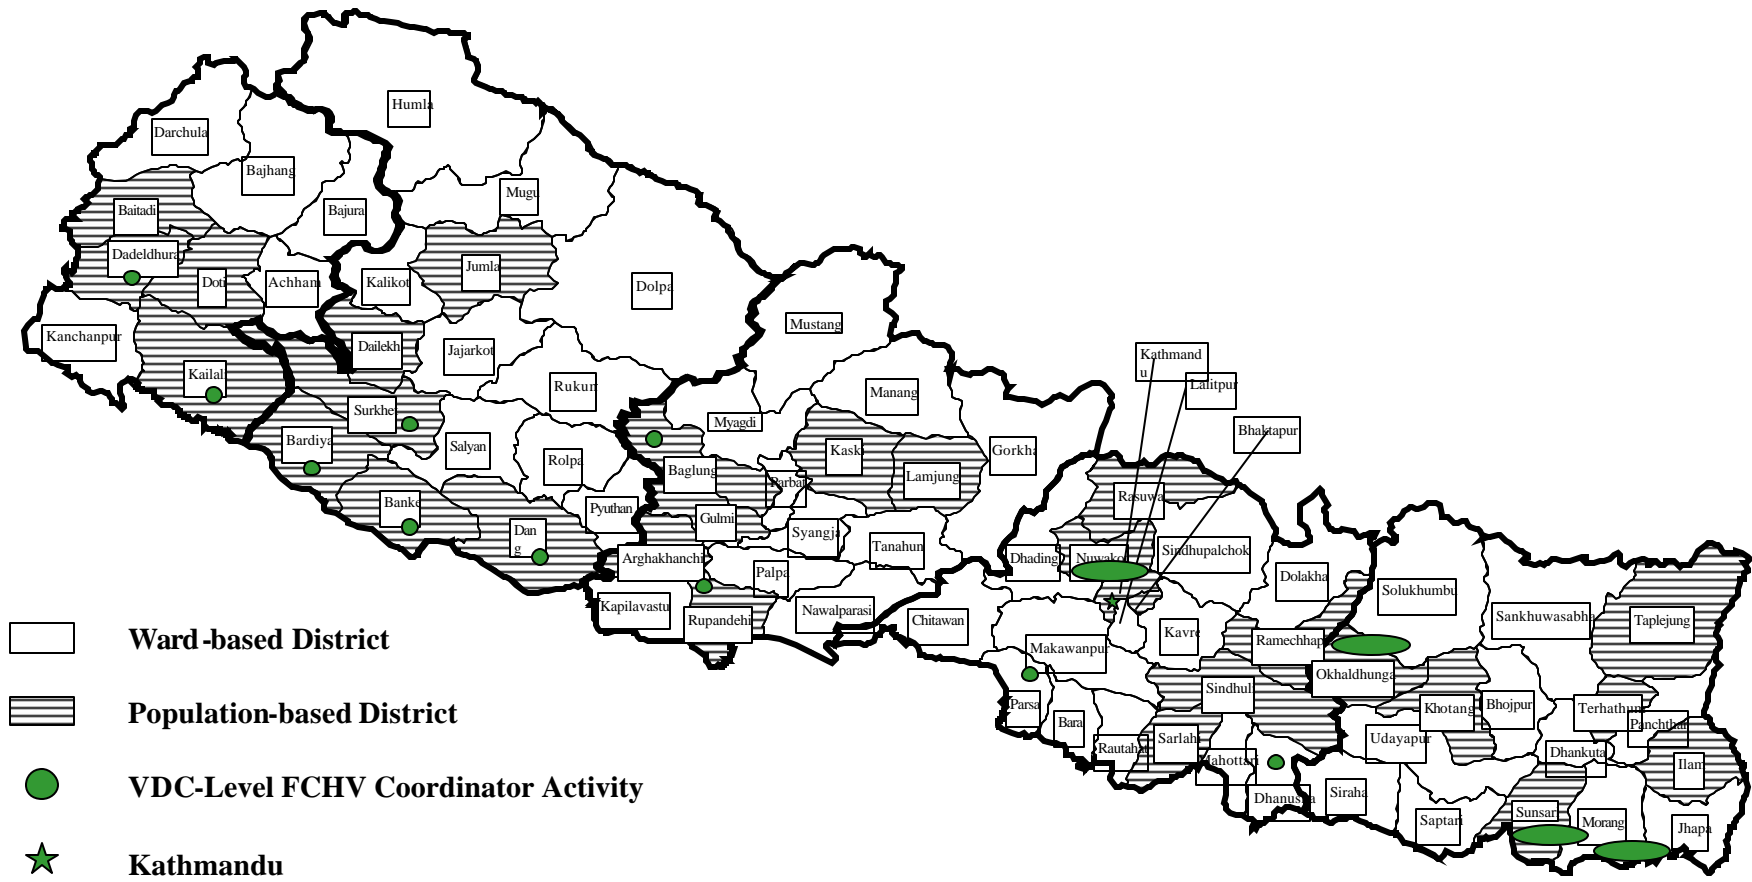 Humla
Darchula
Bajhang
Mugu
Baitadi
Bajura
Dadeldhura
Doti
Achham
Kalikot
Jumla
Dolpa
Mustang
Kanchanpur
Dailekh
Jajarkot
Kathmand
u
Lalitpur
Kailal
Rukum
Manang
Surkhe
Myagdi
Bhaktapur
Bardiya
Salyan
Rolpa
Baglung
Kaski
Lamjung
Gorkha
Parbat
Banke
Pyuthan
Gulmi
Rasuwa
Dan
g
Syangja
Tanahun
Arghakhanchi
Palpa
Dhading
Nuwakot
Sindhupalchok
Dolakha
Solukhumbu
Kapilavastu
Rupandehi
Nawalparasi
Chitawan
Makawanpur
Kavre
Ramechhap
Sankhuwasabha
Taplejung
Okhaldhunga
Parsa
Bara
Sindhuli
Khotang
Bhojpur
Terhathum
Panchthar
Rautahat
Sarlahi
Mahottari
Udayapur
Dhankuta
Ilam
Dhanusha
Siraha
Saptari
Sunsari
Morang
Jhapa
Ward-based District
Population-based District
VDC-Level FCHV Coordinator Activity
Kathmandu